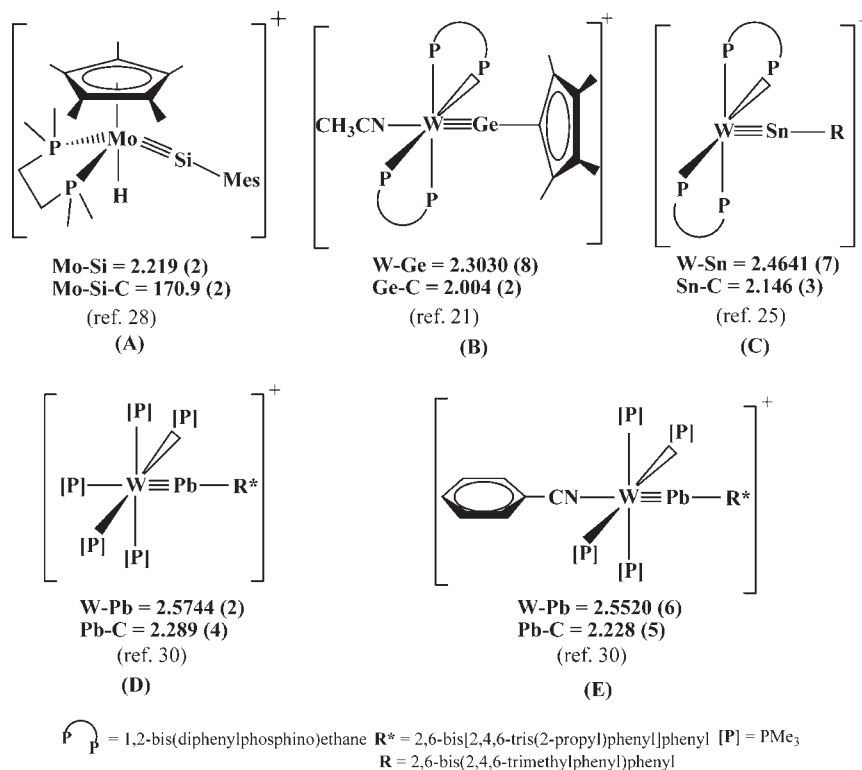 +
+
+
Mo
Si
Mes
P
P
H
Mo-Si = 2.219 (2)
Mo-Si-C = 170.9 (2)
(ref. 28)
(A)
P
P
CH3CN
W
Ge
P
P
W-Ge = 2.3030 (8)
Ge-C = 2.004 (2)
(ref. 21)
(B)
P
P
W
Sn
R
P
P
W-Sn = 2.4641 (7)
Sn-C = 2.146 (3)
(ref. 25)
(C)
+
[P]
[P]
[P]
W
Pb
R*
[P]
[P]
W-Pb = 2.5744 (2)
Pb-C = 2.289 (4)
(ref. 30)
(D)
+
[P]
[P]
CN
W
Pb
R*
[P]
[P]
W-Pb = 2.5520 (6)
Pb-C = 2.228 (5)
(ref. 30)
(E)
P P = 1,2-bis(diphenylphosphino)ethane R* = 2,6-bis[2,4,6-tris(2-propyl)phenyl]phenyl [P] = PMe3
R = 2,6-bis(2,4,6-trimethylphenyl)phenyl